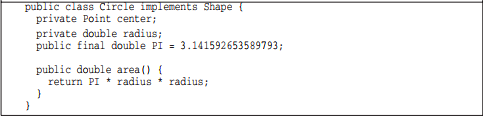 public class Circle implements Shape {
  private Point center;
  private double radius;
  public final double PI = 3.141592653589793;

  public double area() {
    return PI * radius * radius;
  }
}